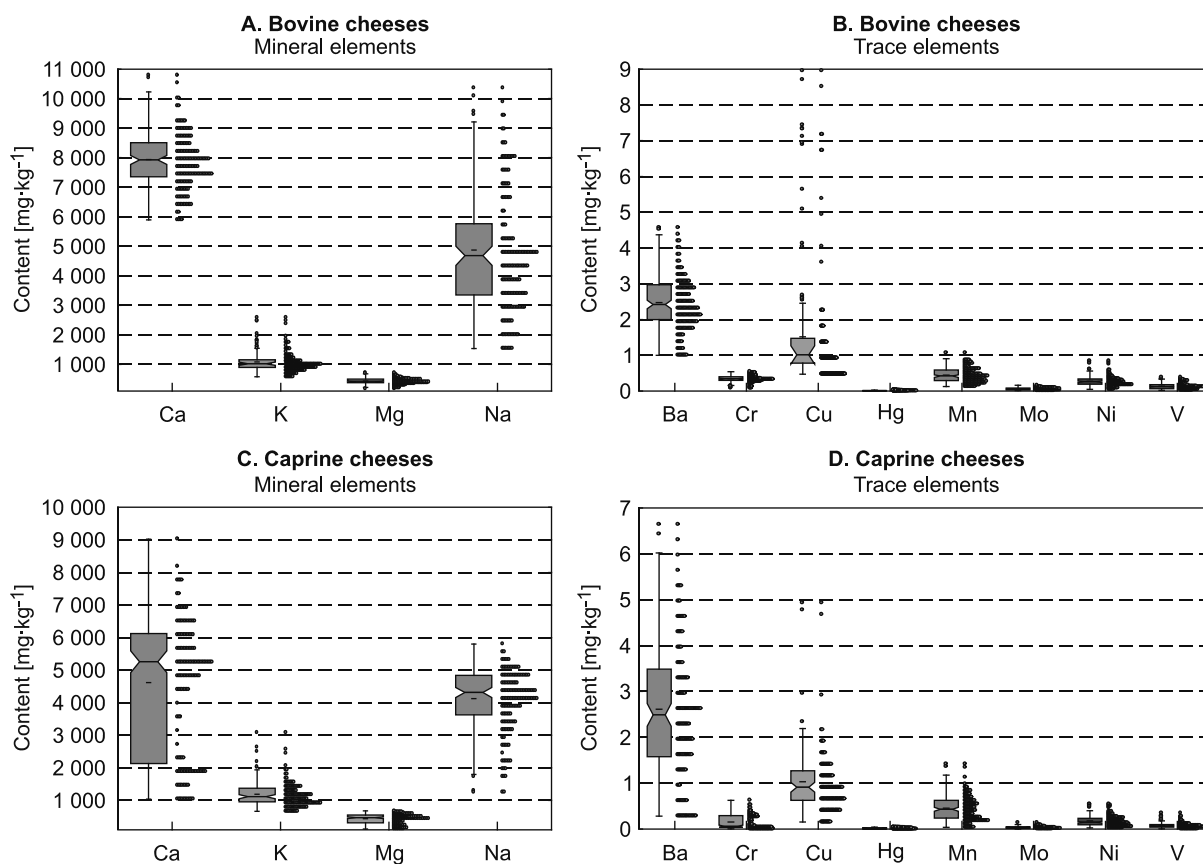 A. Bovine cheeses
Mineral elements
Content [mg·kg⁻¹]
11 000
10 000
9 000
8 000
7 000
6 000
5 000
4 000
3 000
2 000
1 000
Ca K Mg Na
B. Bovine cheeses
Trace elements
Content [mg·kg⁻¹]
9
8
7
6
5
4
3
2
1
0
Ba Cr Cu Hg Mn Mo Ni V
C. Caprine cheeses
Mineral elements
Content [mg·kg⁻¹]
10 000
9 000
8 000
7 000
6 000
5 000
4 000
3 000
2 000
1 000
Ca K Mg Na
D. Caprine cheeses
Trace elements
Content [mg·kg⁻¹]
7
6
5
4
3
2
1
0
Ba Cr Cu Hg Mn Mo Ni V